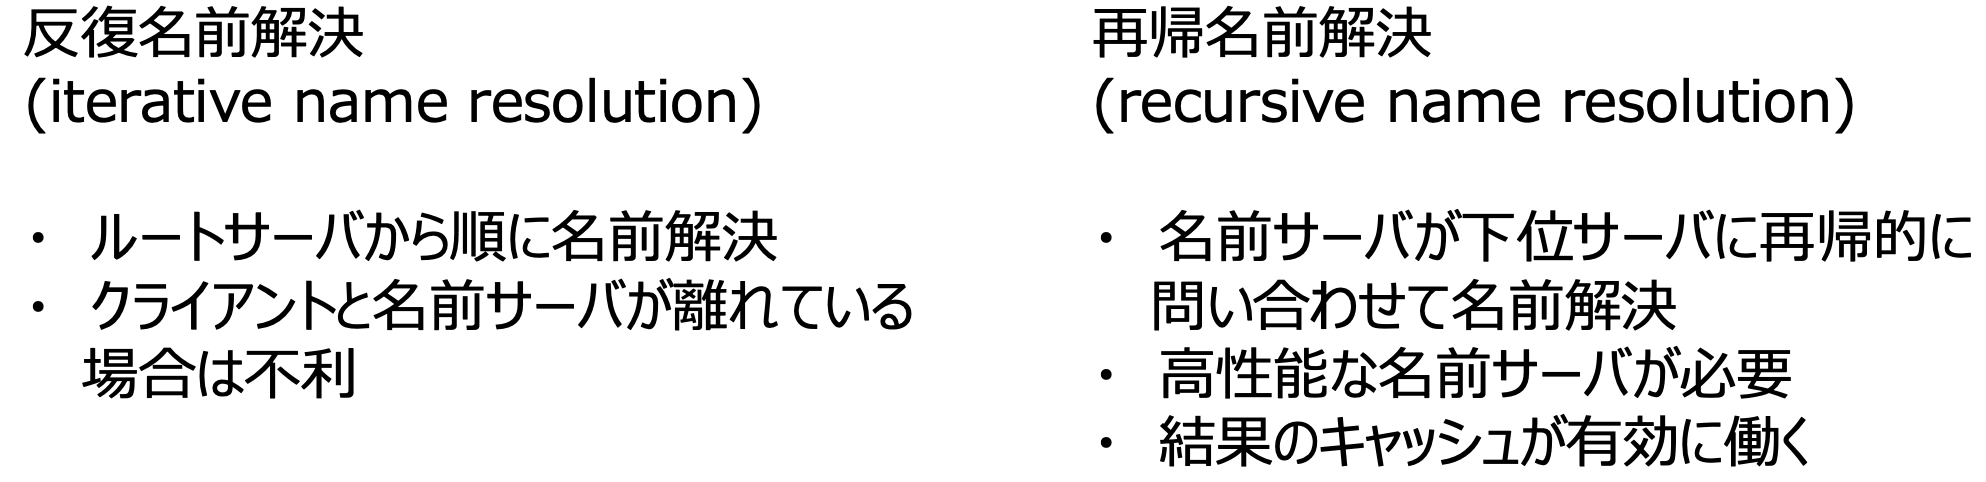 反復名前解決
(iterative name resolution)
・ ルートサーバから順に名前解決
・ クライアントと名前サーバが離れている
場合は不利
再帰名前解決
(recursive name resolution)
・ 名前サーバが下位サーバに再帰的に
問い合わせて名前解決
・ 高性能な名前サーバが必要
・ 結果のキャッシュが有効に働く